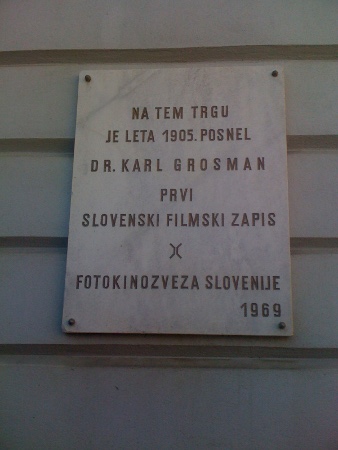 NA TEM TRGU
JE LETA 1905. POSNEL
DR. KARL GROSMAN
PRVI
SLOVENSKI FILMSKI ZAPIS
FOTOKINOZVEZA SLOVENIJE
1969